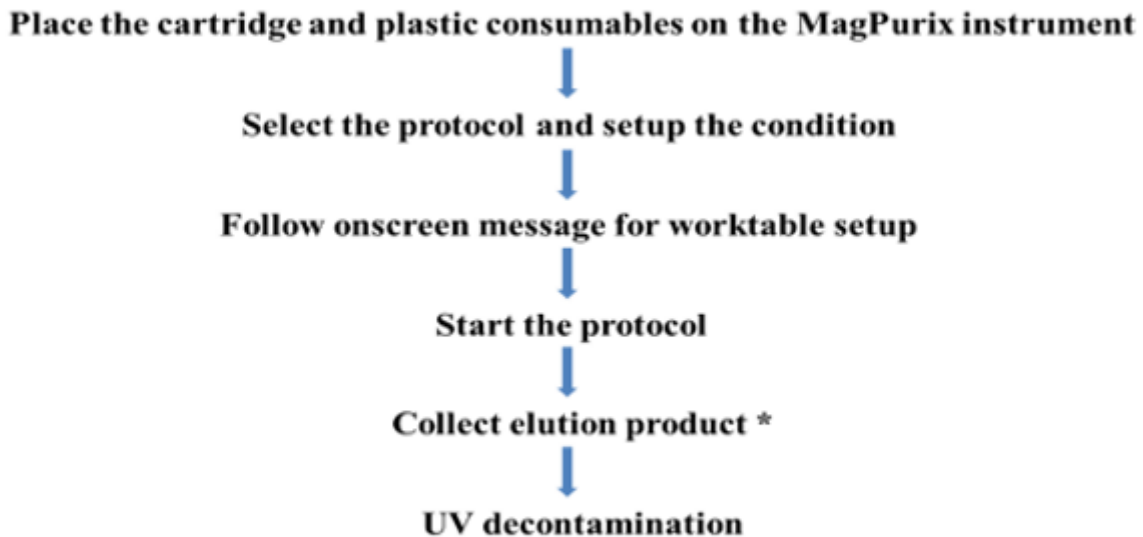 Place the cartridge and plastic consumables on the MagPurix instrument
Select the protocol and setup the condition
Follow onscreen message for worktable setup
Start the protocol
Collect elution product *
UV decontamination